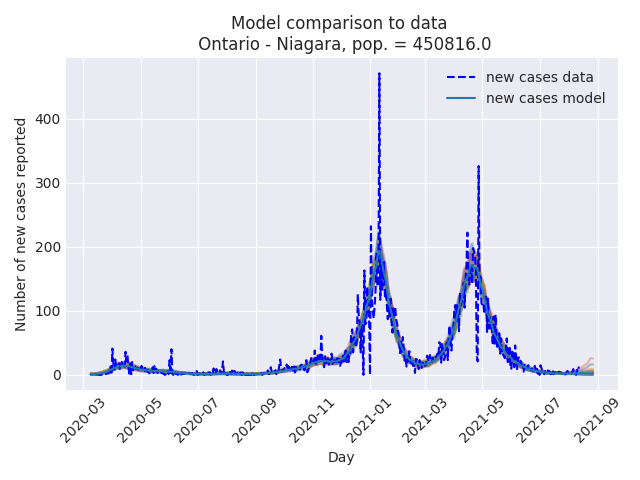 Model comparison to data
Ontario - Niagara, pop. = 450816.0
new cases data
new cases model
Number of new cases reported
400
300
200
100
0
2020-03
2020-05
2020-07
2020-09
2020-11
2021-01
2021-03
2021-05
2021-07
2021-09
Day